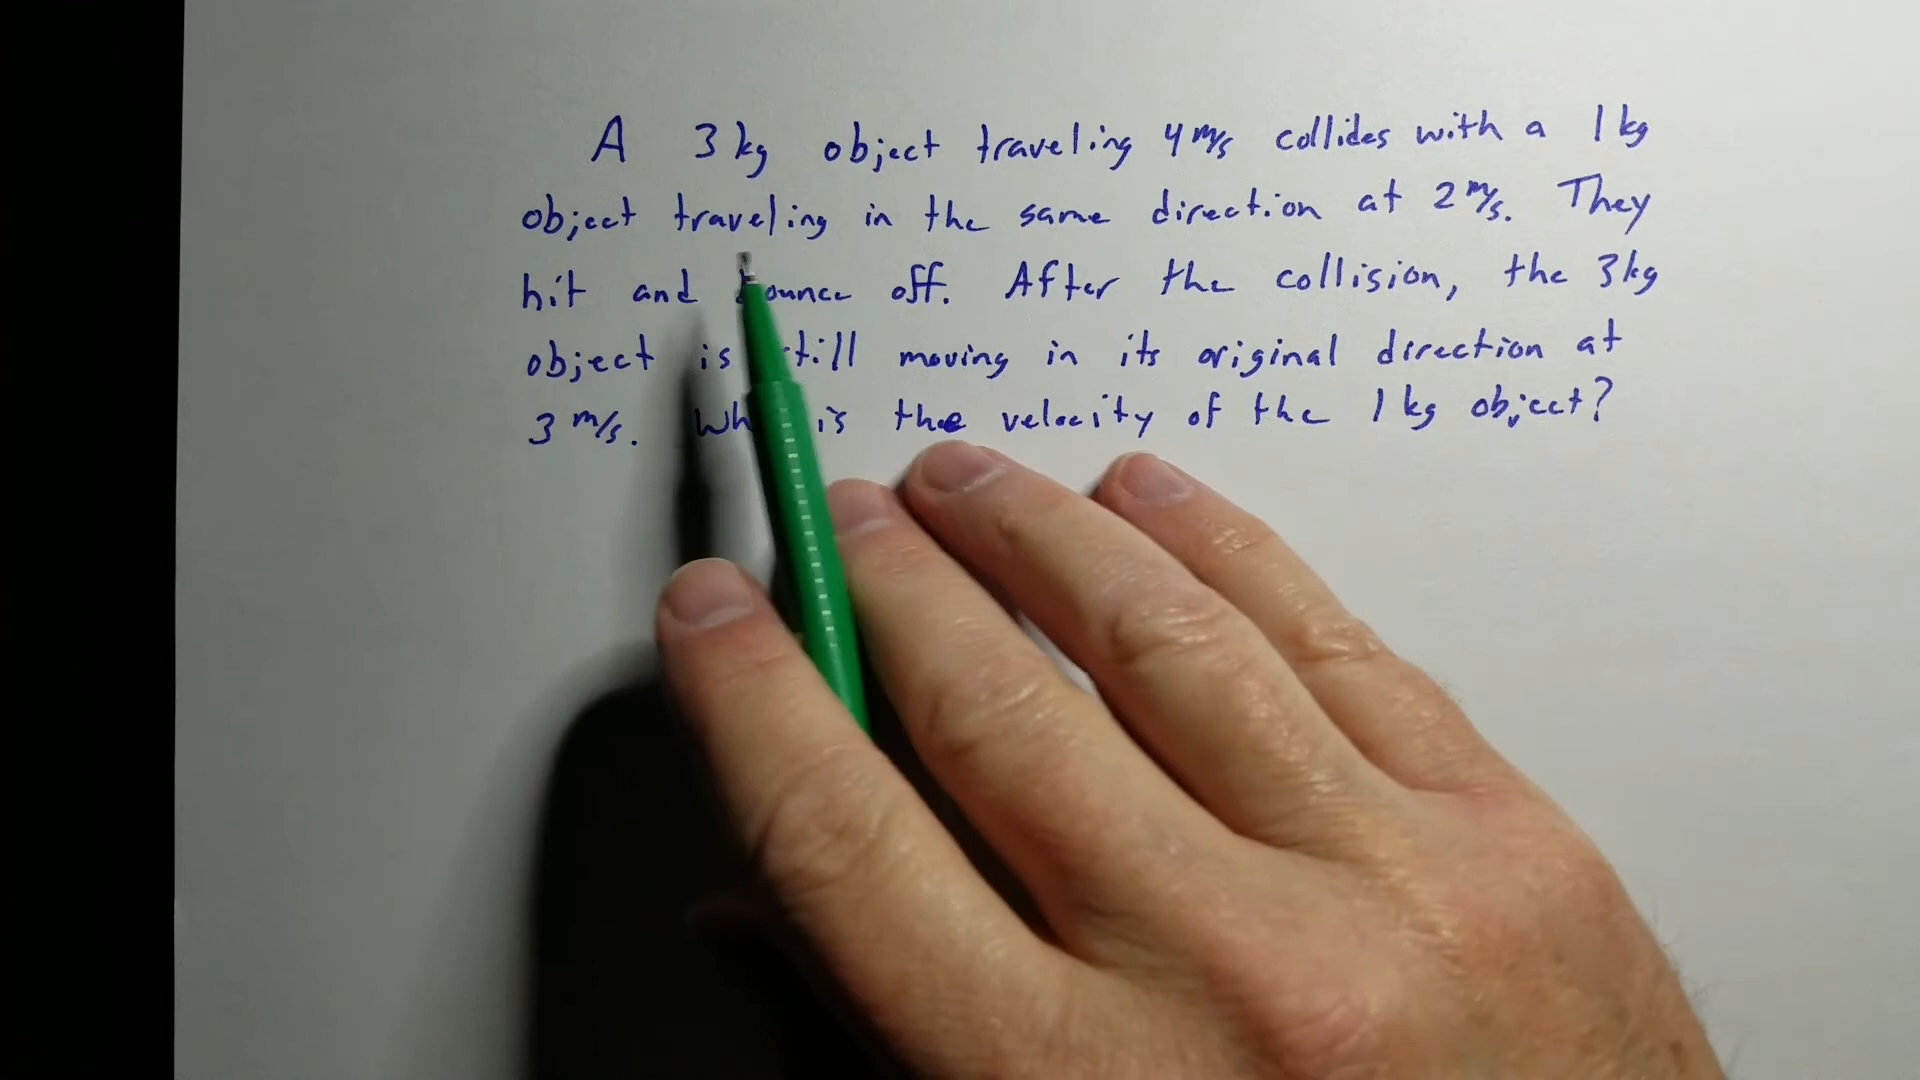 A 3 kg object traveling 4 m/s collides with a 1 kg
object traveling in the same direction at 2 m/s. They
hit and bounce off. After the collision, the 3 kg
object is still moving in its original direction at
3 m/s. is the velocity of the 1 kg object?